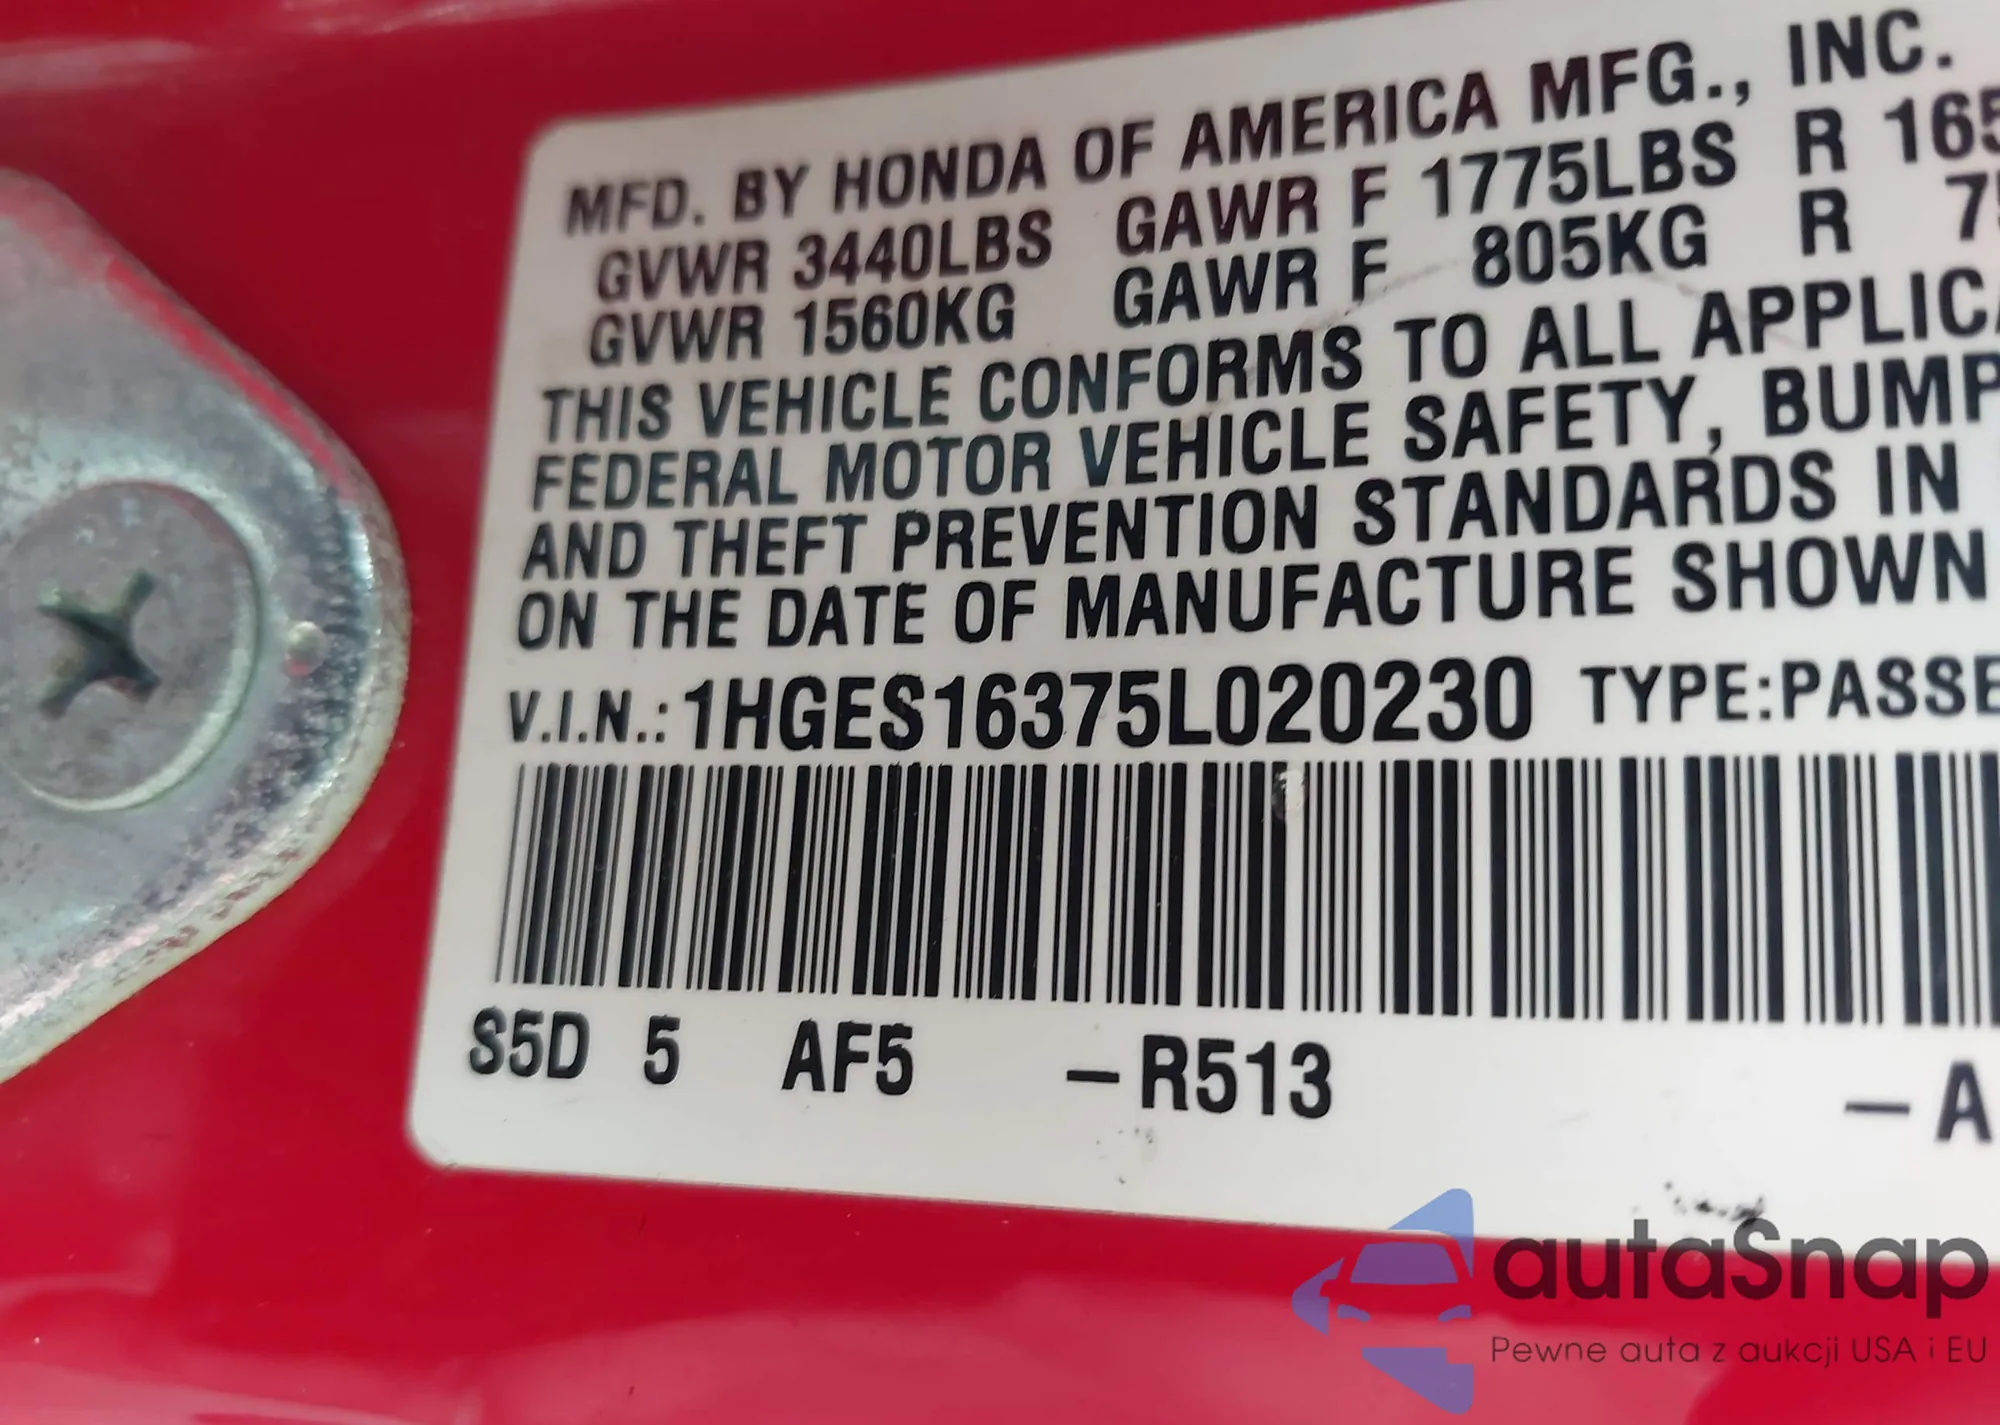 MFD. BY HONDA OF AMERICA MFG., INC.
GVWR 3440LBS GAWR F 1775LBS R 165
GVWR 1560KG GAWR F 805KG R 7
THIS VEHICLE CONFORMS TO ALL APPLICA
FEDERAL MOTOR VEHICLE SAFETY, BUMP
AND THEFT PREVENTION STANDARDS IN
ON THE DATE OF MANUFACTURE SHOWN
V.I.N.: 1HGES16375L020230 TYPE:PASSE
S5D 5 AF5 –R513 –A
autaSnap
Pewne auta z aukcji USA i EU